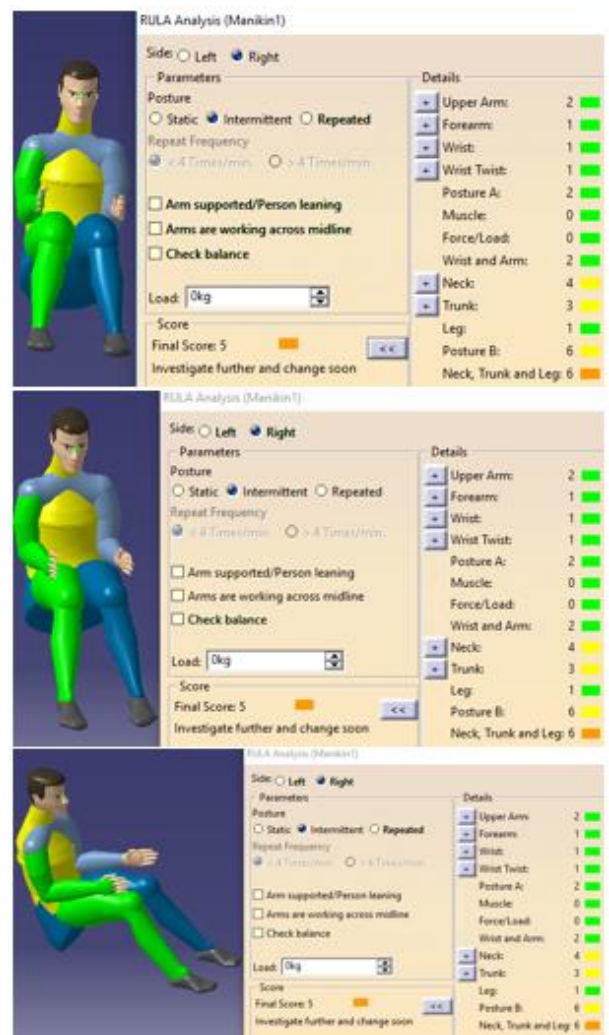 RULA Analysis (Manikin1)
Side: Left Right
Parameters
Posture
Static Intermittent Repeated
Repeat Frequency
< 4 Times/min. > 4 Times/min.
Arm supported/Person leaning
Arms are working across midline
Check balance
Load: 0kg
Score
Final Score: 5
<<
Investigate further and change soon
Details
+ Upper Arm: 2
+ Forearm: 1
+ Wrist: 1
+ Wrist Twist: 1
Posture A: 2
Muscle: 0
Force/Load: 0
Wrist and Arm: 2
+ Neck: 4
+ Trunk: 3
Leg: 1
Posture B: 6
Neck, Trunk and Leg: 6
RULA Analysis (Manikin1)
Side: Left Right
Parameters
Posture
Static Intermittent Repeated
Repeat Frequency
< 4 Times/min. > 4 Times/min.
Arm supported/Person leaning
Arms are working across midline
Check balance
Load: 0kg
Score
Final Score: 5
<<
Investigate further and change soon
Details
+ Upper Arm: 2
+ Forearm: 1
+ Wrist: 1
+ Wrist Twist: 1
Posture A: 2
Muscle: 0
Force/Load: 0
Wrist and Arm: 2
+ Neck: 4
+ Trunk: 3
Leg: 1
Posture B: 6
Neck, Trunk and Leg: 6
RULA Analysis (Manikin1)
Side: Left Right
Parameters
Posture
Static Intermittent Repeated
Repeat Frequency
< 4 Times/min. > 4 Times/min.
Arm supported/Person leaning
Arms are working across midline
Check balance
Load: 0kg
Score
Final Score: 5
<<
Investigate further and change soon
Details
+ Upper Arm: 2
+ Forearm: 1
+ Wrist: 1
+ Wrist Twist: 1
Posture A: 2
Muscle: 0
Force/Load: 0
Wrist and Arm: 2
+ Neck: 4
+ Trunk: 3
Leg: 1
Posture B: 6
Neck, Trunk and Leg: 6